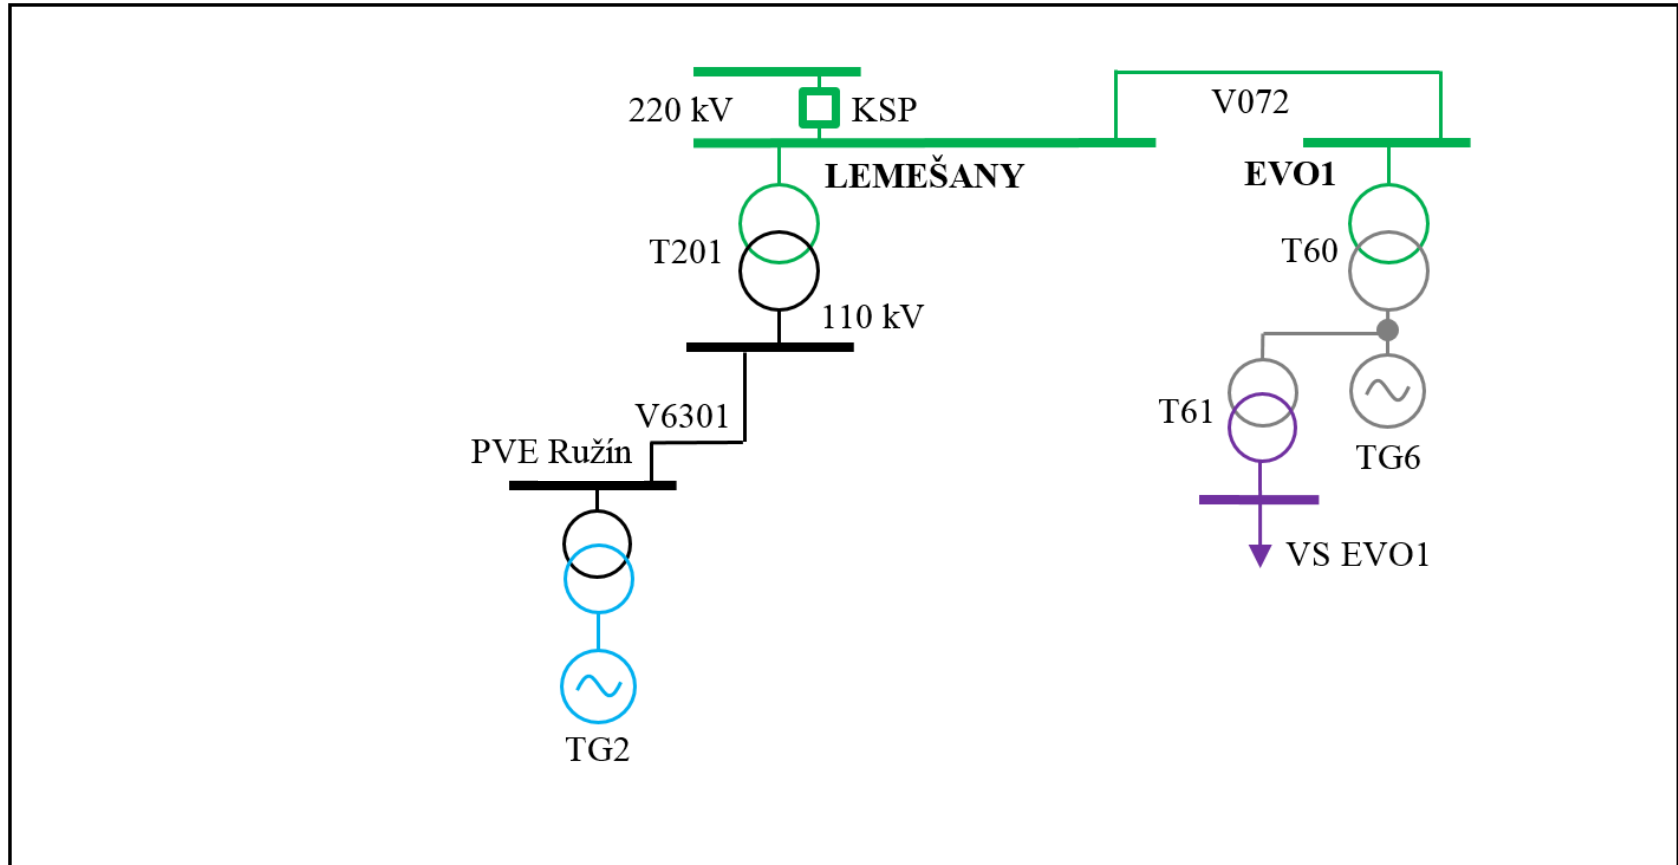 220 kV
KSP
V072
LEMEŠANY
EVO1
T201
T60
110 kV
V6301
T61
PVE Ružín
TG6
VS EVO1
TG2